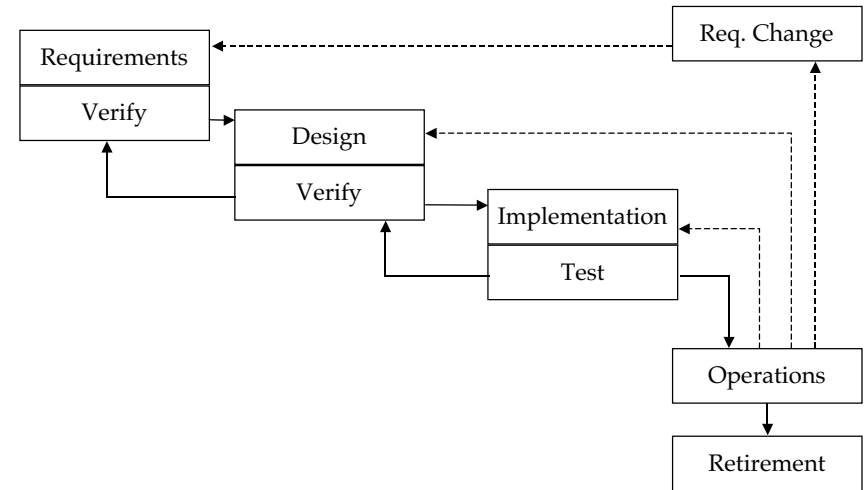 Req. Change
Requirements
Verify
Design
Verify
Implementation
Test
Operations
Retirement